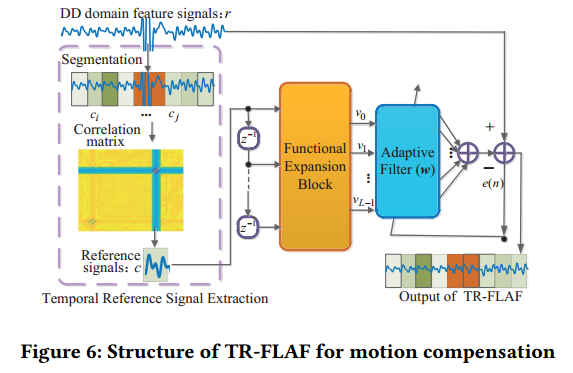 DD domain feature signals: r
Segmentation
c_i ... c_j
Correlation
matrix
Reference
signals: c
Temporal Reference Signal Extraction
z^-1
z^-1
Functional
Expansion
Block
v_0
v_1
⋮
v_L-1
Adaptive
Filter (w)
⋮
+
−
e(n)
Output of TR-FLAF
Figure 6: Structure of TR-FLAF for motion compensation